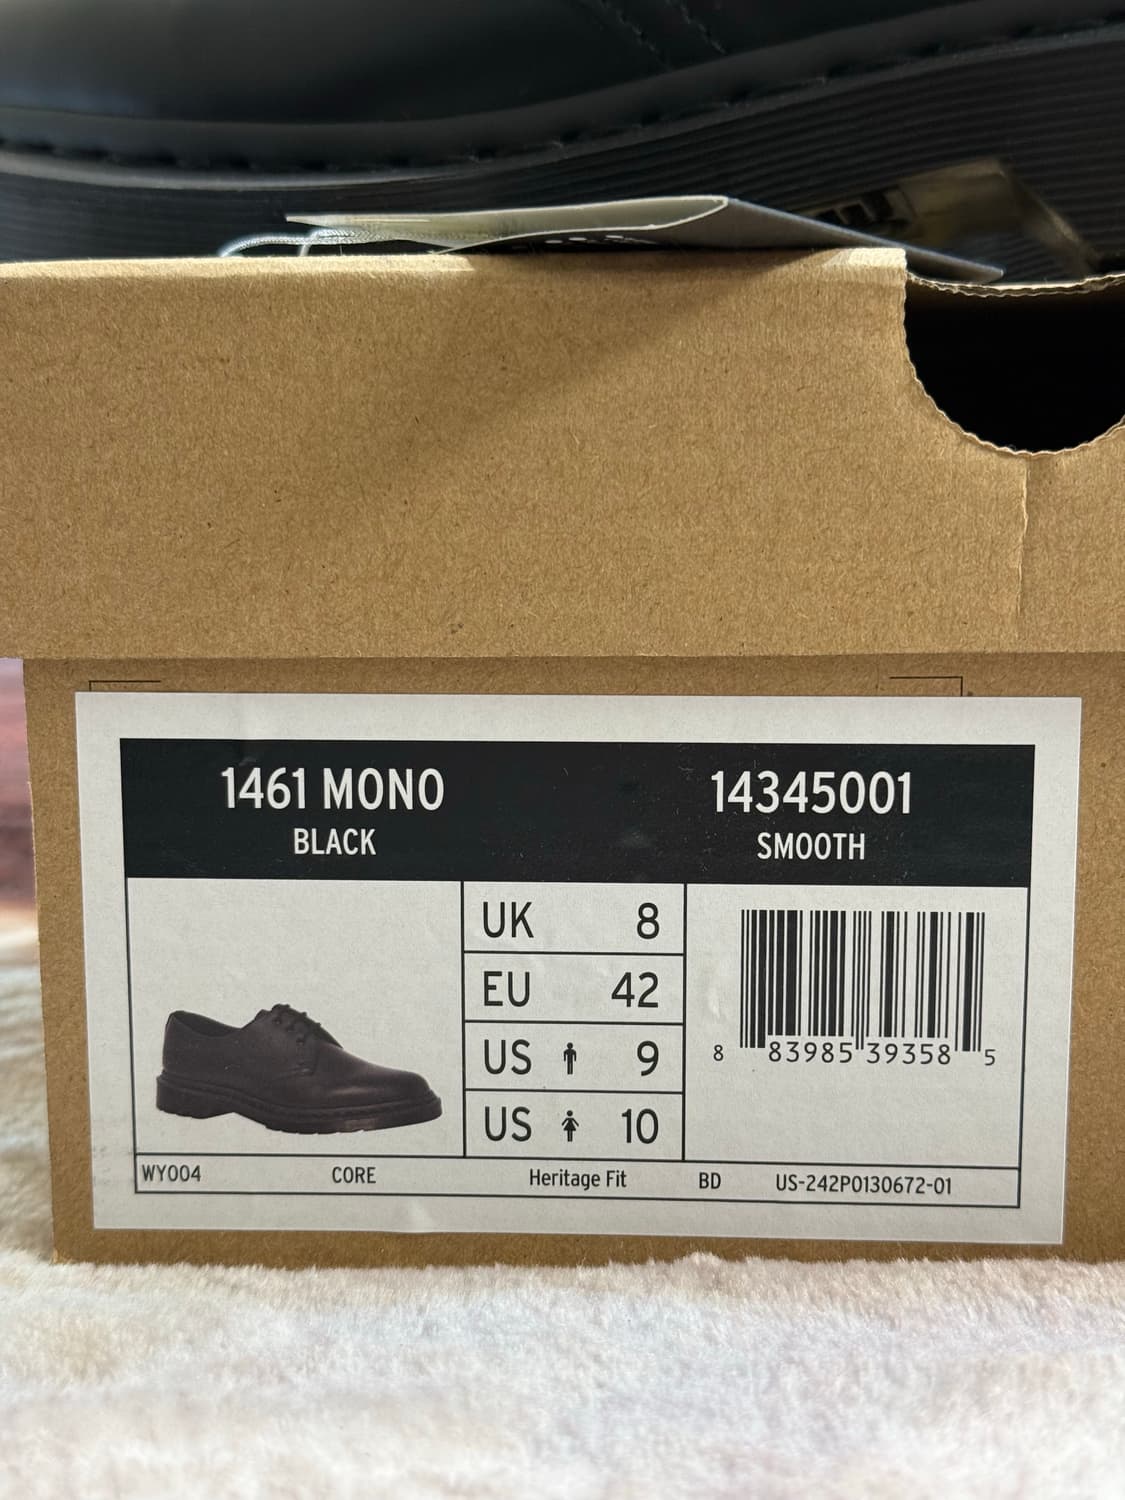 1461 MONO
BLACK
14345001
SMOOTH
UK 8
EU 42
US 9
US 10
8 83985 39358 5
WY004 CORE Heritage Fit BD US-242P0130672-01